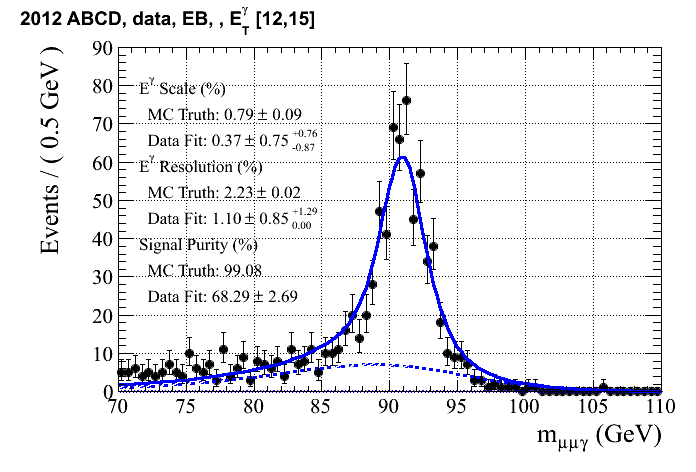 2012 ABCD, data, EB, , E_T^γ [12,15]
Events / ( 0.5 GeV )
90
80
70
60
50
40
30
20
10
0
E^γ Scale (%)
MC Truth: 0.79 ± 0.09
Data Fit: 0.37 ± 0.75 +0.76 -0.87
E^γ Resolution (%)
MC Truth: 2.23 ± 0.02
Data Fit: 1.10 ± 0.85 +1.29 0.00
Signal Purity (%)
MC Truth: 99.08
Data Fit: 68.29 ± 2.69
70 75 80 85 90 95 100 105 110
m_μμγ (GeV)